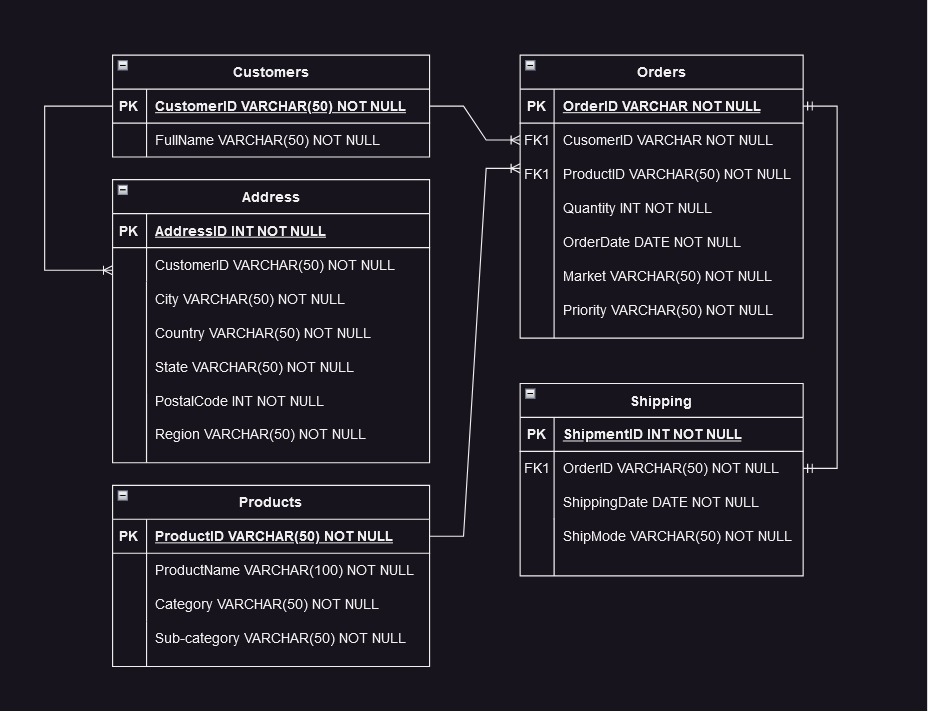 Customers
PK CustomerID VARCHAR(50) NOT NULL
FullName VARCHAR(50) NOT NULL
Address
PK AddressID INT NOT NULL
CustomerID VARCHAR(50) NOT NULL
City VARCHAR(50) NOT NULL
Country VARCHAR(50) NOT NULL
State VARCHAR(50) NOT NULL
PostalCode INT NOT NULL
Region VARCHAR(50) NOT NULL
Products
PK ProductID VARCHAR(50) NOT NULL
ProductName VARCHAR(100) NOT NULL
Category VARCHAR(50) NOT NULL
Sub-category VARCHAR(50) NOT NULL
Orders
PK OrderID VARCHAR NOT NULL
FK1 CusomerID VARCHAR NOT NULL
FK1 ProductID VARCHAR(50) NOT NULL
Quantity INT NOT NULL
OrderDate DATE NOT NULL
Market VARCHAR(50) NOT NULL
Priority VARCHAR(50) NOT NULL
Shipping
PK ShipmentID INT NOT NULL
FK1 OrderID VARCHAR(50) NOT NULL
ShippingDate DATE NOT NULL
ShipMode VARCHAR(50) NOT NULL